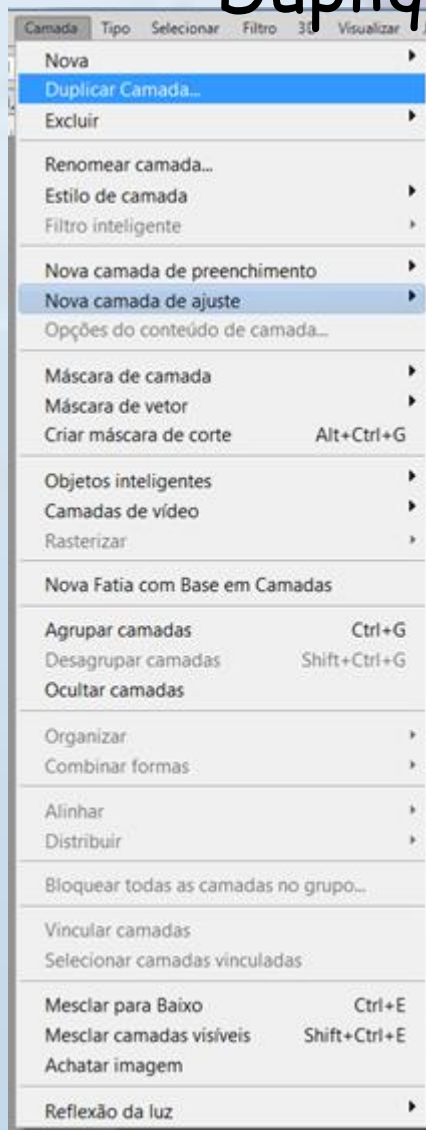 Dupliq
Camada Tipo Selecionar Filtro 3D Visualizar
Nova
Duplicar Camada...
Excluir
Renomear camada...
Estilo de camada
Filtro inteligente
Nova camada de preenchimento
Nova camada de ajuste
Opções do conteúdo de camada...
Máscara de camada
Máscara de vetor
Criar máscara de corte Alt+Ctrl+G
Objetos inteligentes
Camadas de vídeo
Rasterizar
Nova Fatia com Base em Camadas
Agrupar camadas Ctrl+G
Desagrupar camadas Shift+Ctrl+G
Ocultar camadas
Organizar
Combinar formas
Alinhar
Distribuir
Bloquear todas as camadas no grupo...
Vincular camadas
Selecionar camadas vinculadas
Mesclar para Baixo Ctrl+E
Mesclar camadas visíveis Shift+Ctrl+E
Achatar imagem
Reflexão da luz